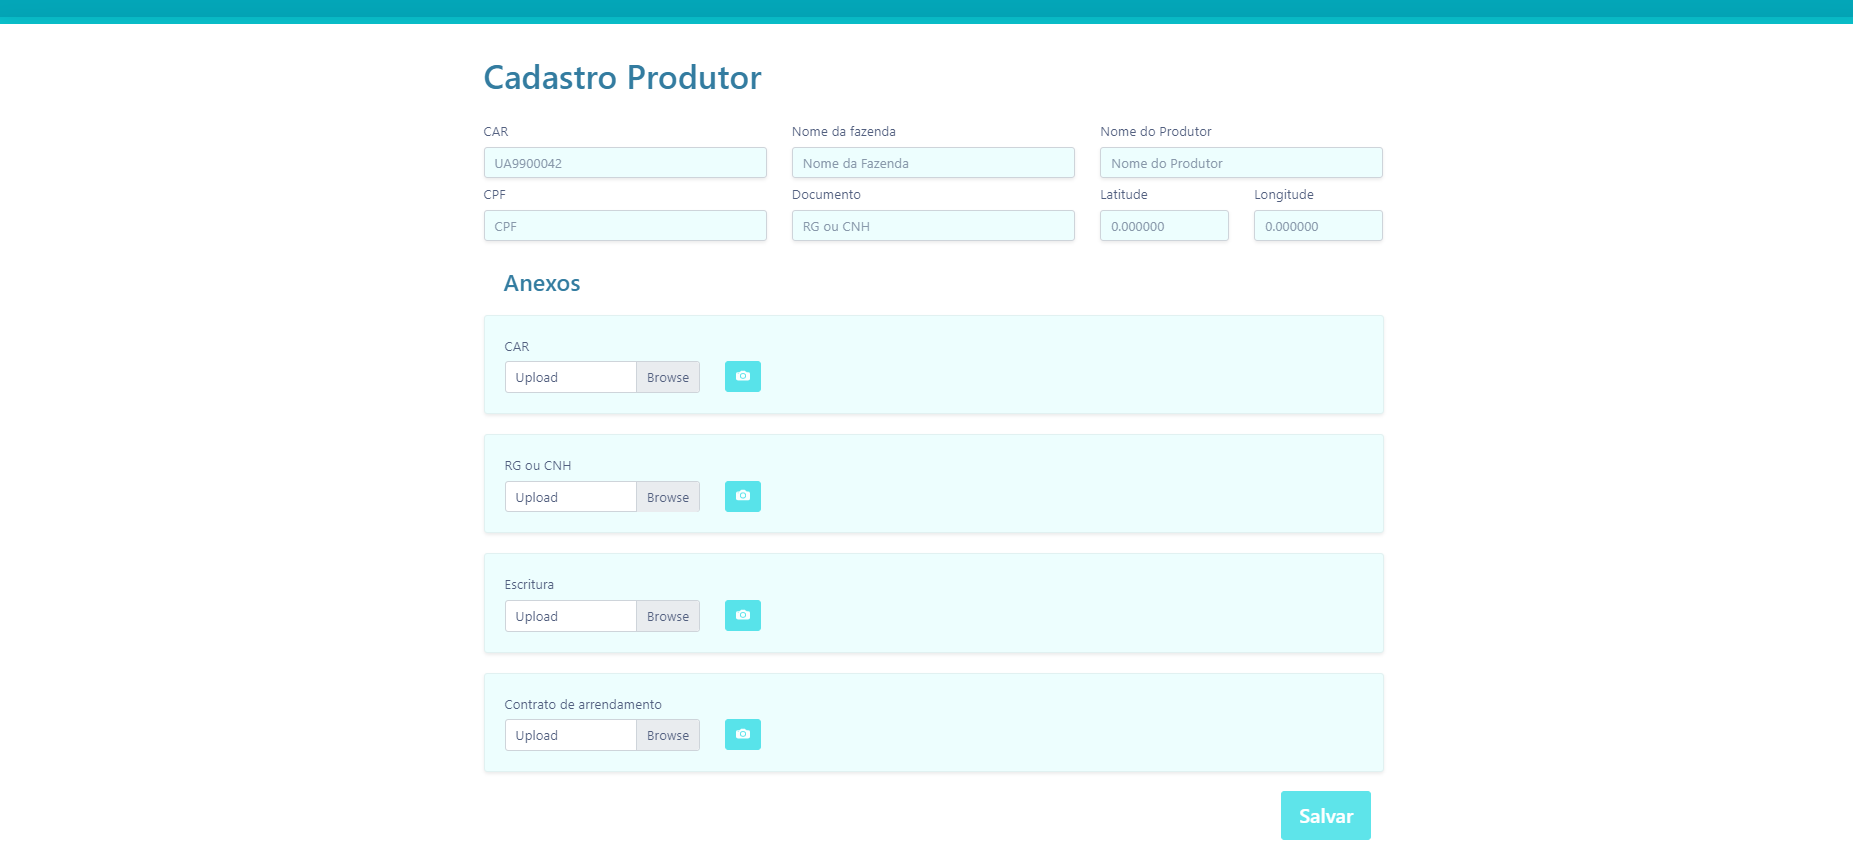 Cadastro Produtor
CAR Nome da fazenda Nome do Produtor
UA9900042 Nome da Fazenda Nome do Produtor
CPF Documento Latitude Longitude
CPF RG ou CNH 0.000000 0.000000
Anexos
CAR
Upload Browse
RG ou CNH
Upload Browse
Escritura
Upload Browse
Contrato de arrendamento
Upload Browse
Salvar